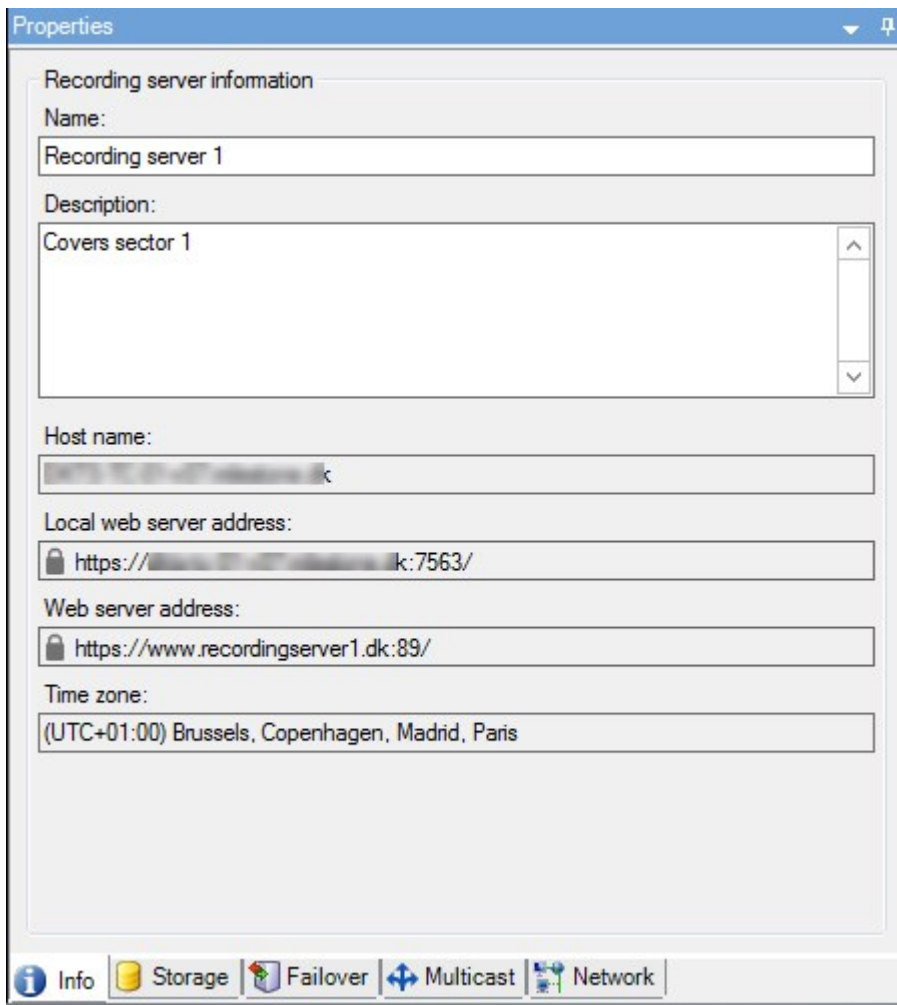 Properties
Recording server information
Name:
Recording server 1
Description:
Covers sector 1
Host name:
Local web server address:
https:// k:7563/
Web server address:
https://www.recordingserver1.dk:89/
Time zone:
(UTC+01:00) Brussels, Copenhagen, Madrid, Paris
Info Storage Failover Multicast Network